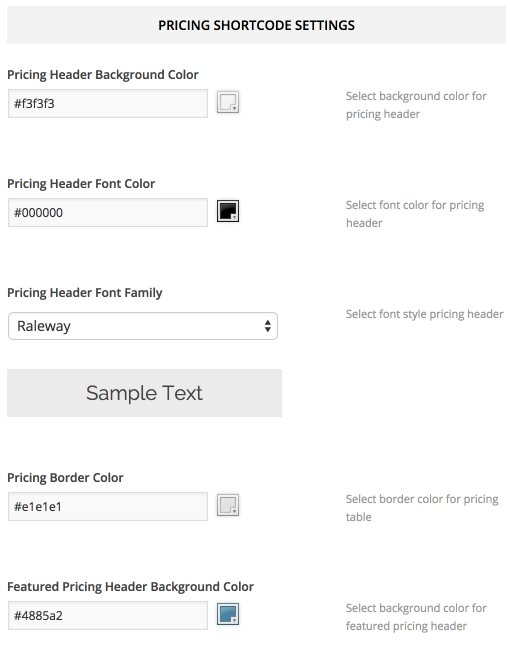 PRICING SHORTCODE SETTINGS
Pricing Header Background Color
#f3f3f3
Select background color for
pricing header
Pricing Header Font Color
#000000
Select font color for pricing
header
Pricing Header Font Family
Raleway
Select font style pricing header
Sample Text
Pricing Border Color
#e1e1e1
Select border color for pricing
table
Featured Pricing Header Background Color
#4885a2
Select background color for
featured pricing header